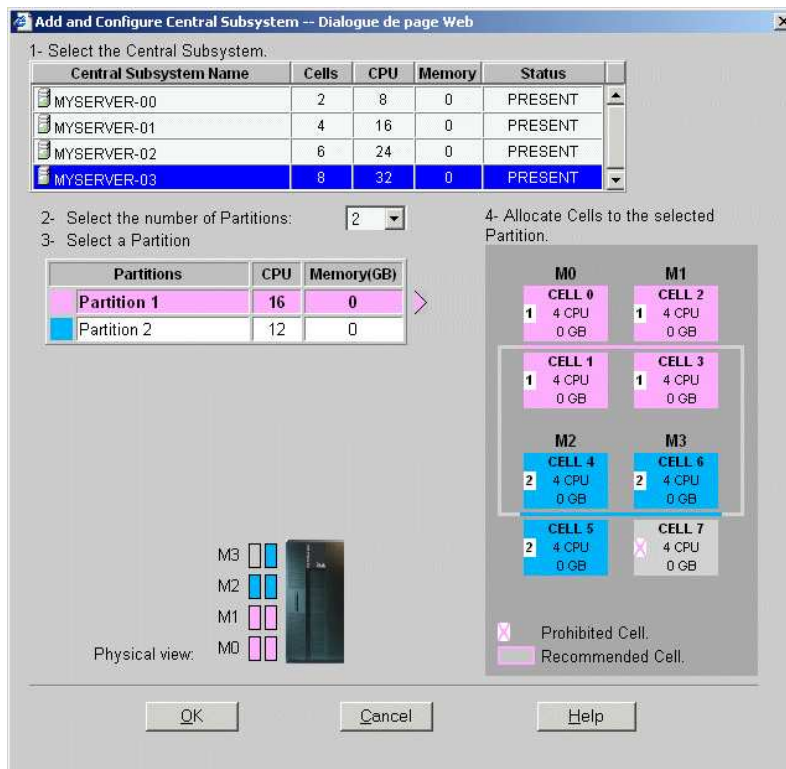 Add and Configure Central Subsystem -- Dialogue de page Web
1- Select the Central Subsystem.
Central Subsystem Name Cells CPU Memory Status
MYSERVER-00 2 8 0 PRESENT
MYSERVER-01 4 16 0 PRESENT
MYSERVER-02 6 24 0 PRESENT
MYSERVER-03 8 32 0 PRESENT
2- Select the number of Partitions: 2
3- Select a Partition
Partitions CPU Memory(GB)
Partition 1 16 0
Partition 2 12 0
4- Allocate Cells to the selected
Partition.
M0 M1
CELL 0 CELL 2
1 4 CPU 1 4 CPU
0 GB 0 GB
CELL 1 CELL 3
1 4 CPU 1 4 CPU
0 GB 0 GB
M2 M3
CELL 4 CELL 6
2 4 CPU 2 4 CPU
0 GB 0 GB
CELL 5 CELL 7
2 4 CPU 4 CPU
0 GB 0 GB
Prohibited Cell.
Recommended Cell.
M3
M2
M1
Physical view: M0
OK Cancel Help